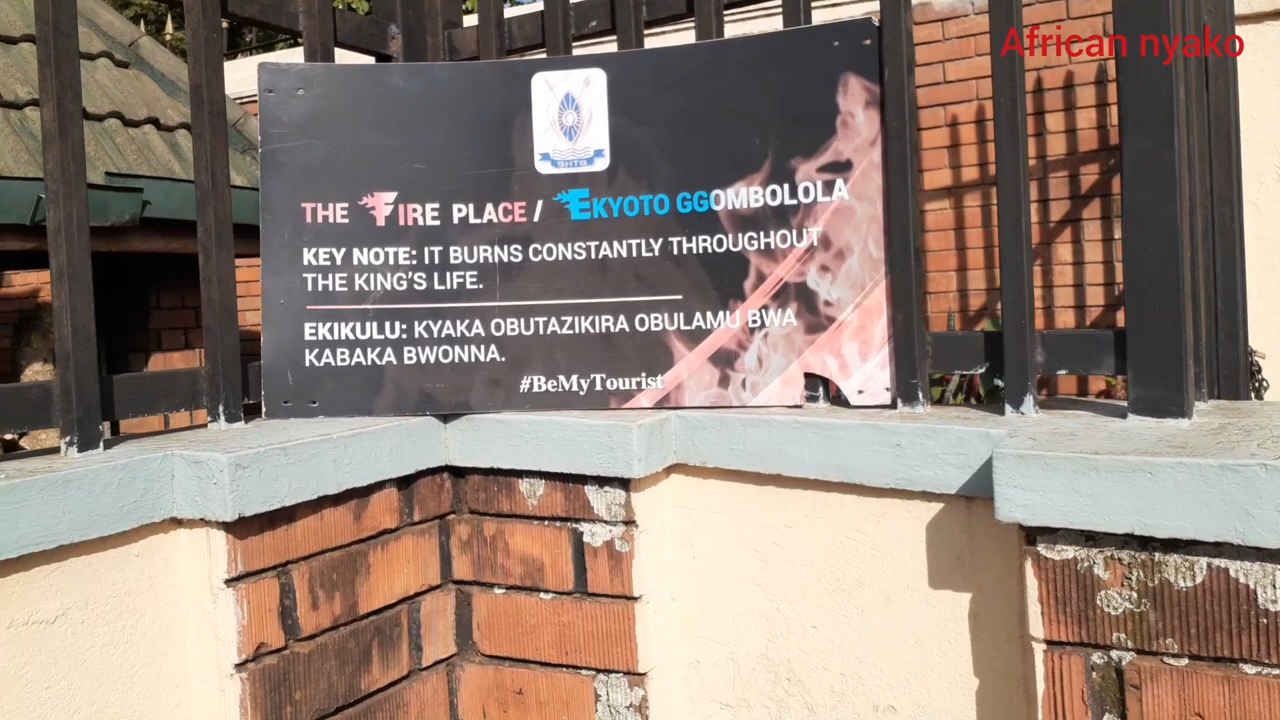 African nyako
BHTB
THE FIRE PLACE / EKYOTO GGOMBOLOLA
KEY NOTE: IT BURNS CONSTANTLY THROUGHOUT
THE KING'S LIFE.
EKIKULU: KYAKA OBUTAZIKIRA OBULAMU BWA
KABAKA BWONNA.
#BeMyTourist